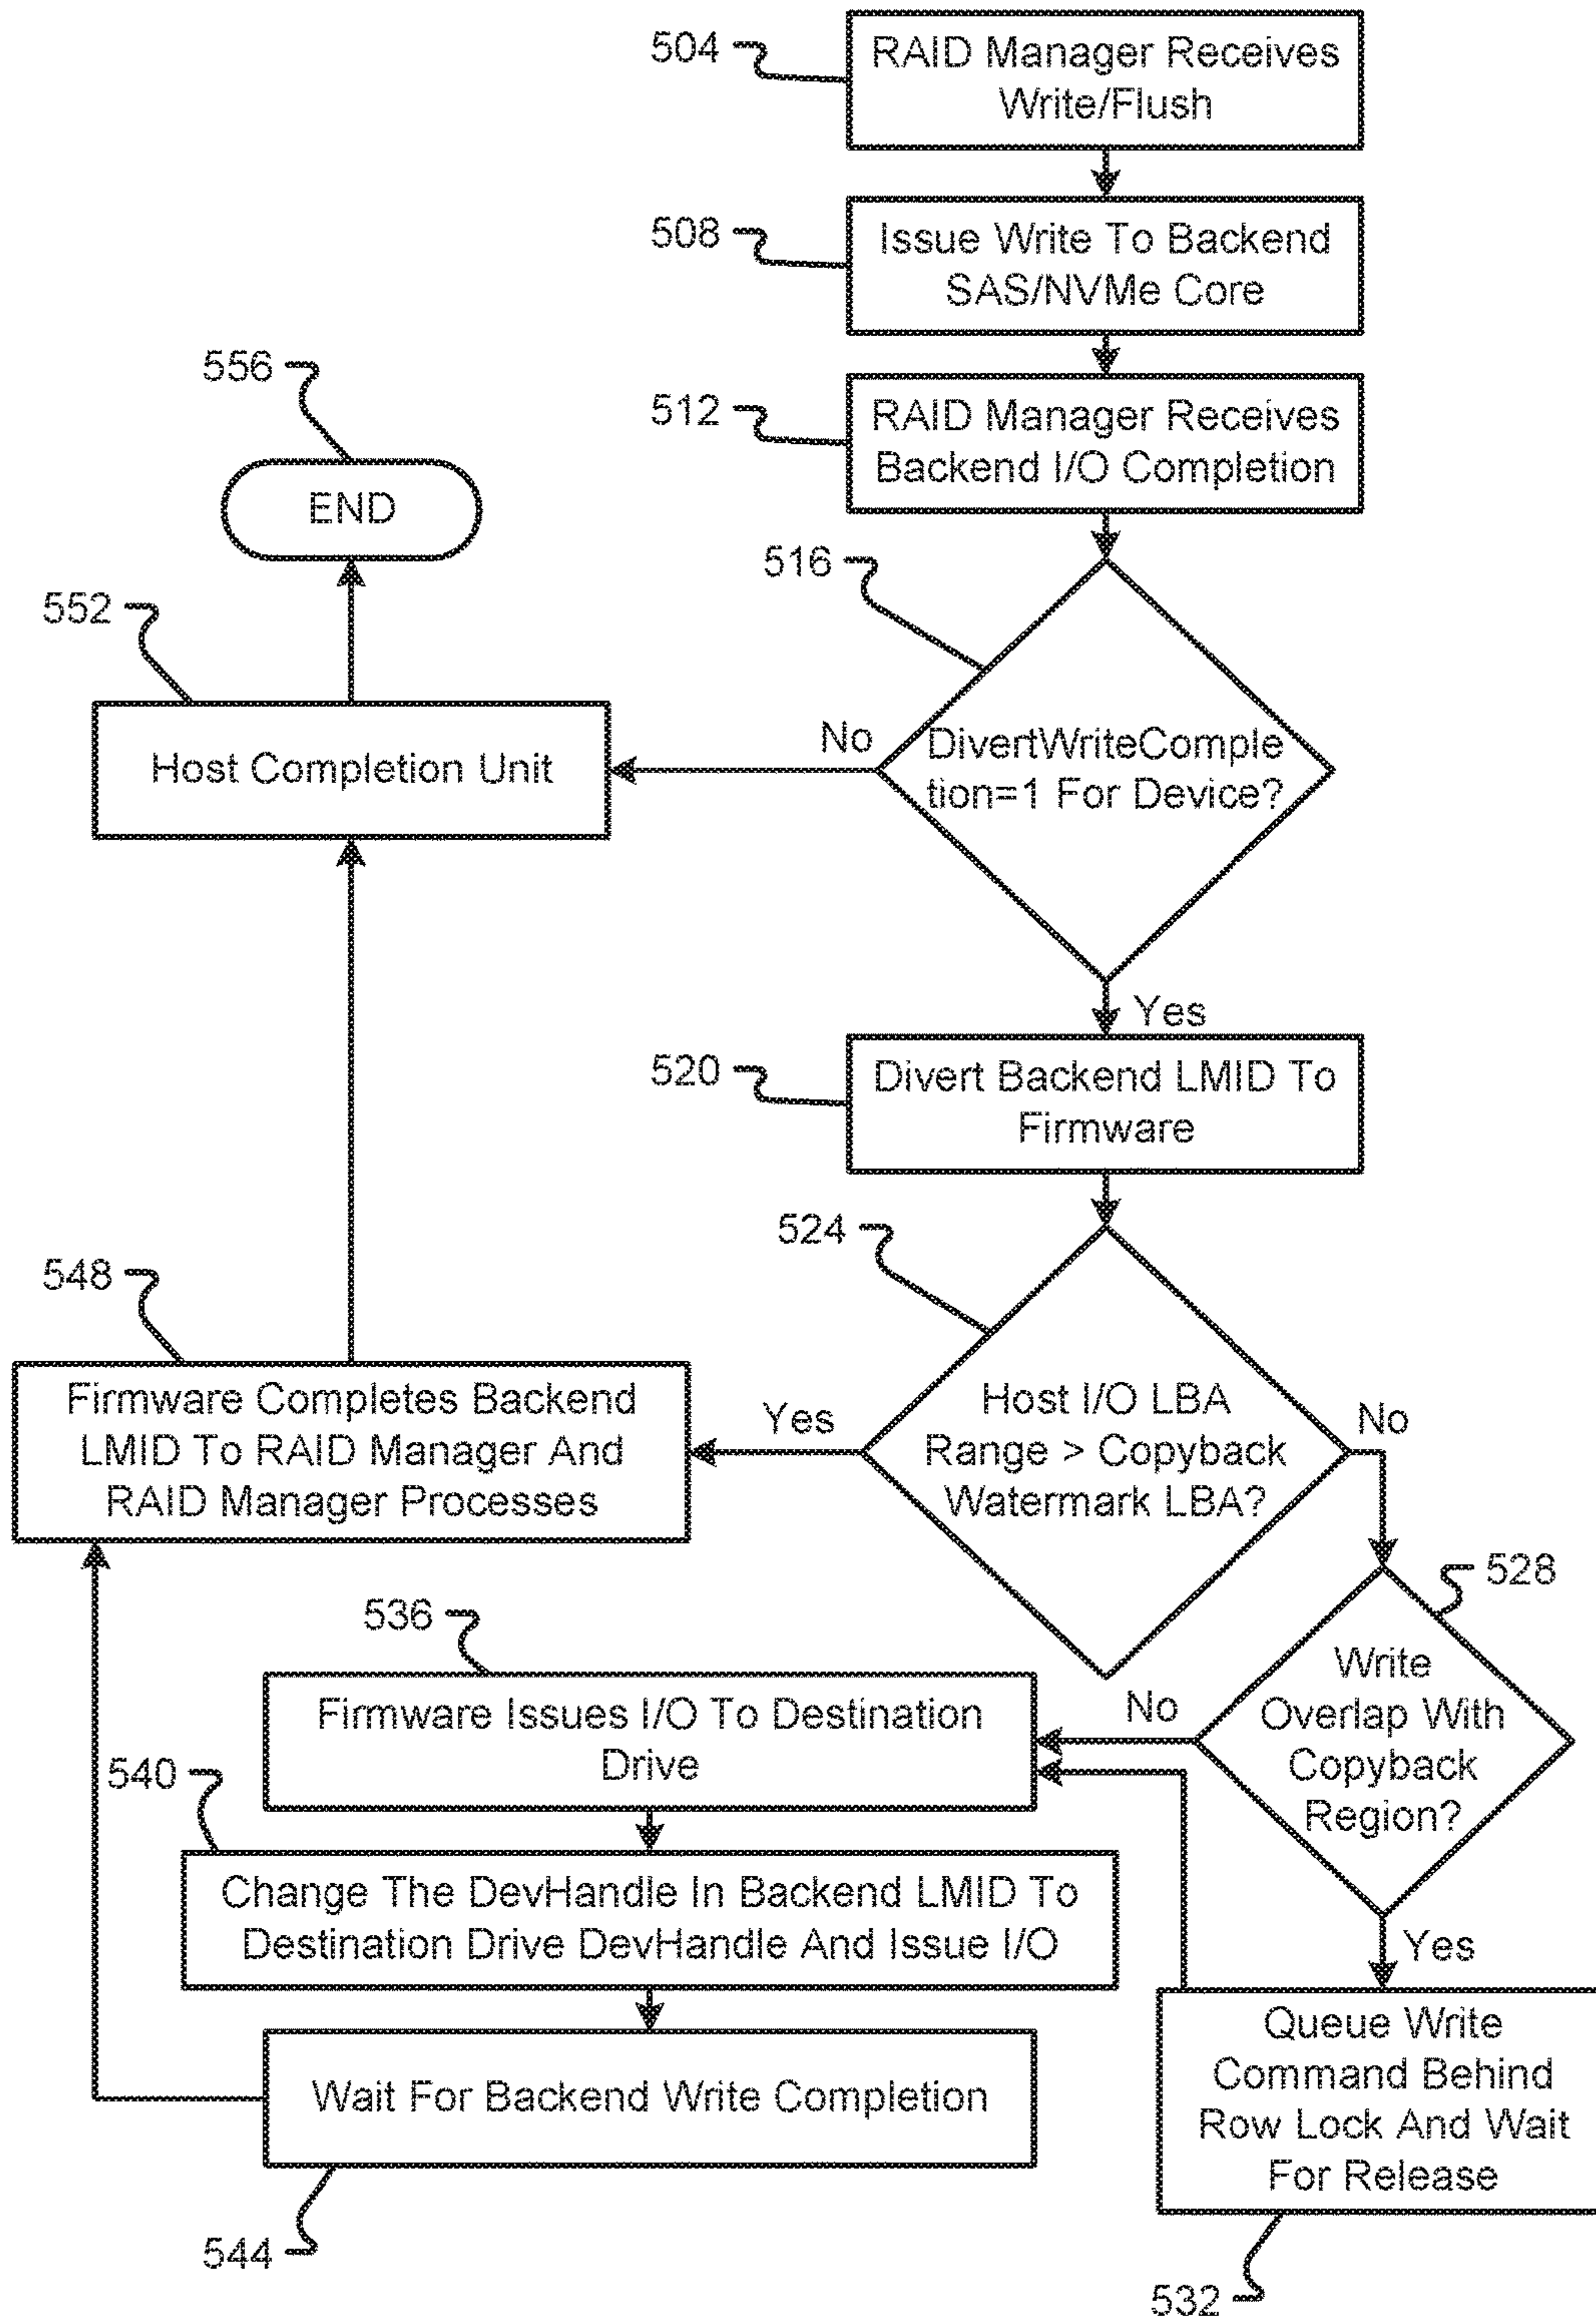 504
RAID Manager Receives
Write/Flush
508
Issue Write To Backend
SAS/NVMe Core
556
512
RAID Manager Receives
Backend I/O Completion
END
516
552
Host Completion Unit
No
DivertWriteComple
tion=1 For Device?
Yes
520
Divert Backend LMID To
Firmware
524
548
Firmware Completes Backend
LMID To RAID Manager And
RAID Manager Processes
Yes
Host I/O LBA
Range > Copyback
Watermark LBA?
No
528
536
Firmware Issues I/O To Destination
Drive
No
Write
Overlap With
Copyback
Region?
540
Change The DevHandle In Backend LMID To
Destination Drive DevHandle And Issue I/O
Yes
Wait For Backend Write Completion
Queue Write
Command Behind
Row Lock And Wait
For Release
544
532